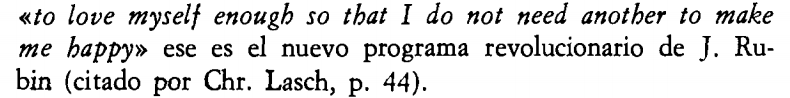 «to love myself enough so that I do not need another to make
me happy» ese es el nuevo programa revolucionario de J. Ru-
bin (citado por Chr. Lasch, p. 44).